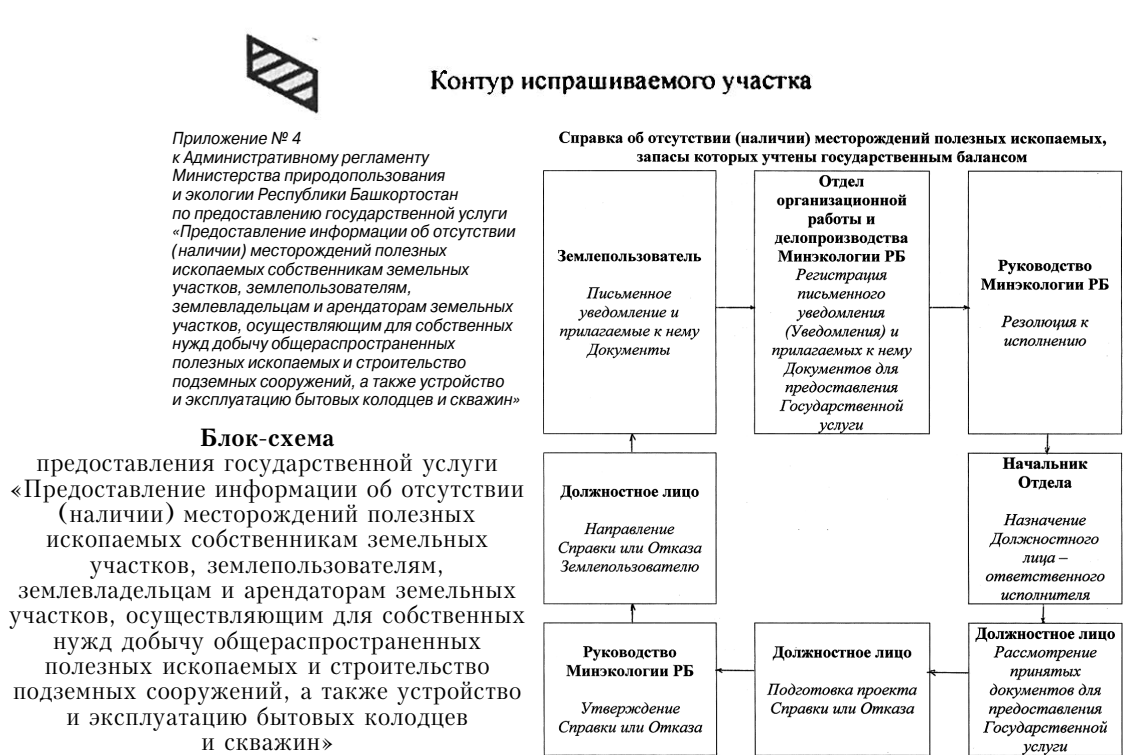 Контур испрашиваемого участка
Приложение № 4
к Административному регламенту
Министерства природопользования
и экологии Республики Башкортостан
по предоставлению государственной услуги
«Предоставление информации об отсутствии
(наличии) месторождений полезных
ископаемых собственникам земельных
участков, землепользователям,
землевладельцам и арендаторам земельных
участков, осуществляющим для собственных
нужд добычу общераспространенных
полезных ископаемых и строительство
подземных сооружений, а также устройство
и эксплуатацию бытовых колодцев и скважин»
Блок-схема
предоставления государственной услуги
«Предоставление информации об отсутствии
(наличии) месторождений полезных
ископаемых собственникам земельных
участков, землепользователям,
землевладельцам и арендаторам земельных
участков, осуществляющим для собственных
нужд добычу общераспространенных
полезных ископаемых и строительство
подземных сооружений, а также устройство
и эксплуатацию бытовых колодцев
и скважин»
Справка об отсутствии (наличии) месторождений полезных ископаемых,
запасы которых учтены государственным балансом
Землепользователь
Письменное
уведомление и
прилагаемые к нему
Документы
Отдел
организационной
работы и
делопроизводства
Минэкологии РБ
Регистрация
письменного
уведомления
(Уведомления) и
прилагаемых к нему
Документов для
предоставления
Государственной
услуги
Руководство
Минэкологии РБ
Резолюция к
исполнению
Начальник
Отдела
Назначение
Должностного
лица –
ответственного
исполнителя
Должностное лицо
Рассмотрение
принятых
документов для
предоставления
Государственной
услуги
Должностное лицо
Подготовка проекта
Справки или Отказа
Руководство
Минэкологии РБ
Утверждение
Справки или Отказа
Должностное лицо
Направление
Справки или Отказа
Землепользователю